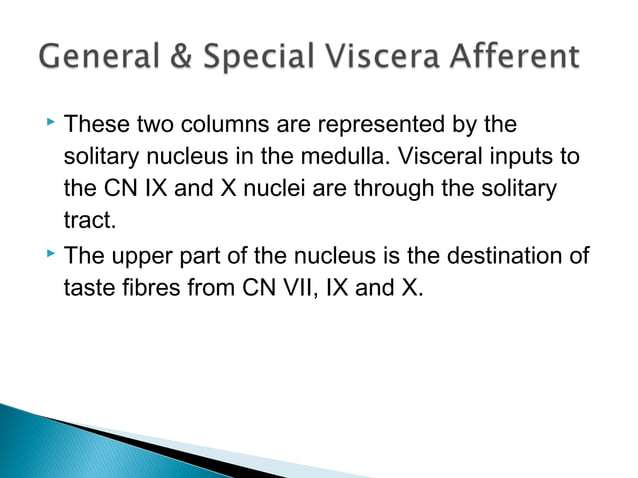 General & Special Viscera Afferent
These two columns are represented by the
solitary nucleus in the medulla. Visceral inputs to
the CN IX and X nuclei are through the solitary
tract.
The upper part of the nucleus is the destination of
taste fibres from CN VII, IX and X.